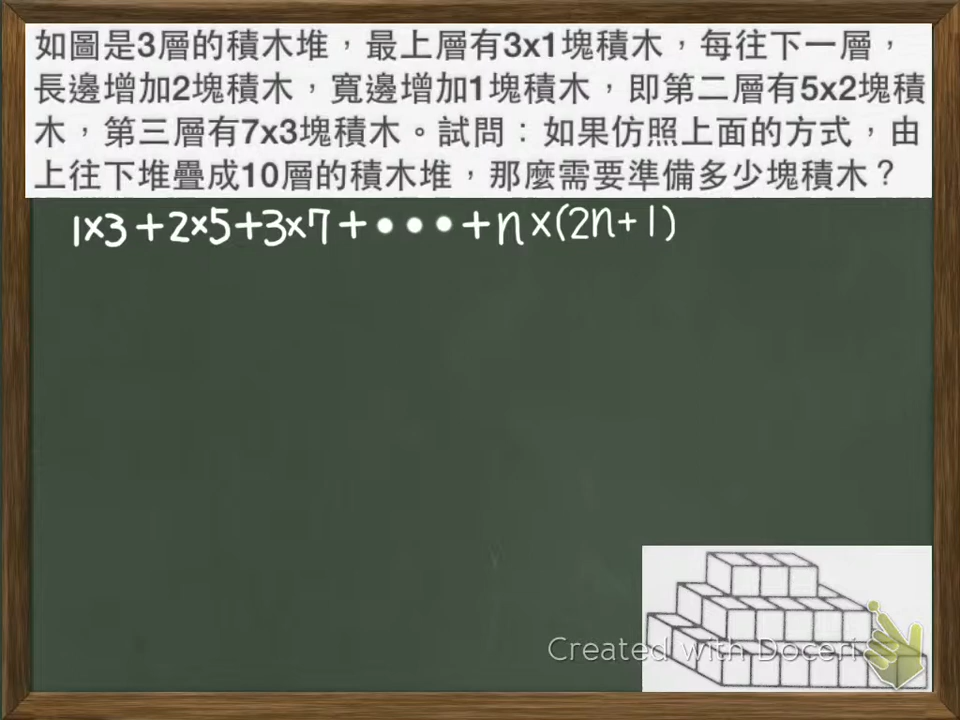 如圖是3層的積木堆，最上層有3x1塊積木，每往下一層，
長邊增加2塊積木，寬邊增加1塊積木，即第二層有5x2塊積
木，第三層有7x3塊積木。試問：如果仿照上面的方式，由
上往下堆疊成10層的積木堆，那麼需要準備多少塊積木？
1×3+2×5+3×7+•••+n×(2n+1)
Created with Doceri